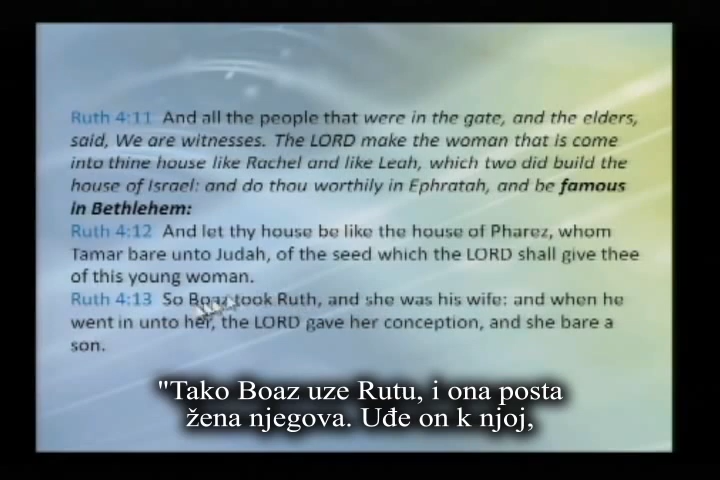 Ruth 4:11 And all the people that were in the gate, and the elders,
said, We are witnesses. The LORD make the woman that is come
into thine house like Rachel and like Leah, which two did build the
house of Israel: and do thou worthily in Ephratah, and be famous
in Bethlehem:
Ruth 4:12 And let thy house be like the house of Pharez, whom
Tamar bare unto Judah, of the seed which the LORD shall give thee
of this young woman.
Ruth 4:13 So Boaz took Ruth, and she was his wife: and when he
went in unto her, the LORD gave her conception, and she bare a
son.
"Tako Boaz uze Rutu, i ona posta
žena njegova. Uđe on k njoj,